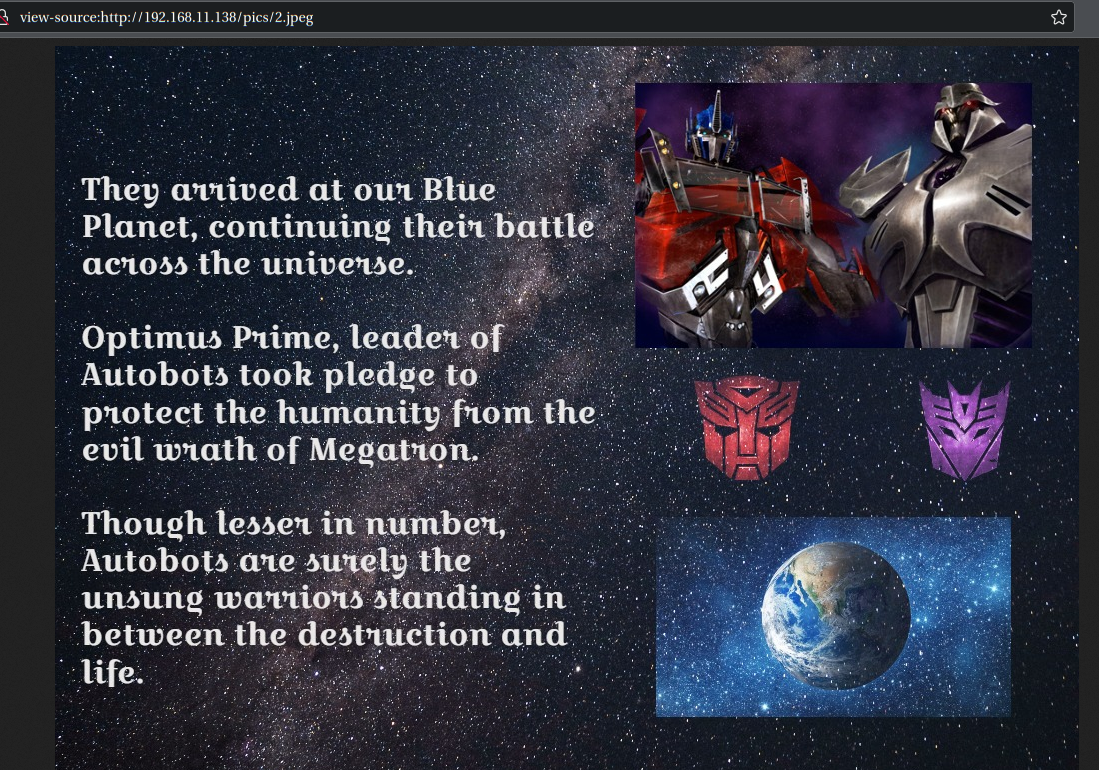 view-source:http://192.168.11.138/pics/2.jpeg
They arrived at our Blue
Planet, continuing their battle
across the universe.
Optimus Prime, leader of
Autobots took pledge to
protect the humanity from the
evil wrath of Megatron.
Though lesser in number,
Autobots are surely the
unsung warriors standing in
between the destruction and
life.